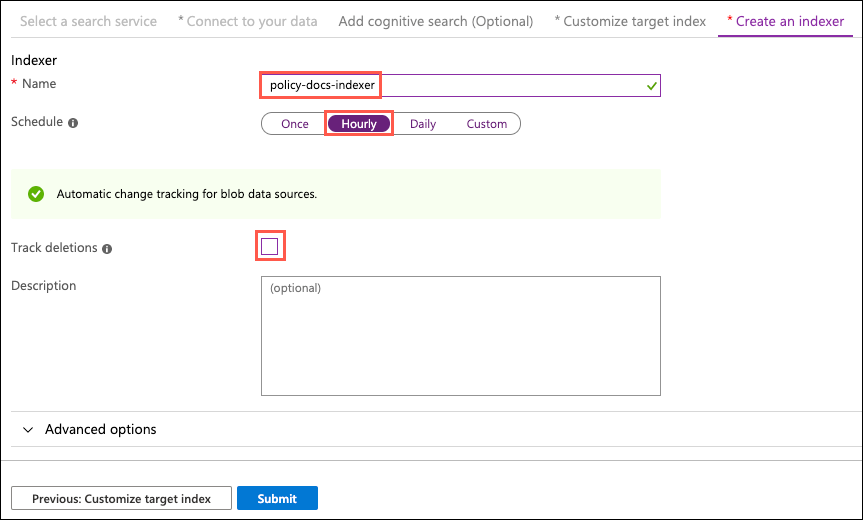 Select a search service * Connect to your data Add cognitive search (Optional) * Customize target index * Create an indexer
Indexer
* Name policy-docs-indexer
Schedule Once Hourly Daily Custom
Automatic change tracking for blob data sources.
Track deletions
Description (optional)
Advanced options
Previous: Customize target index Submit